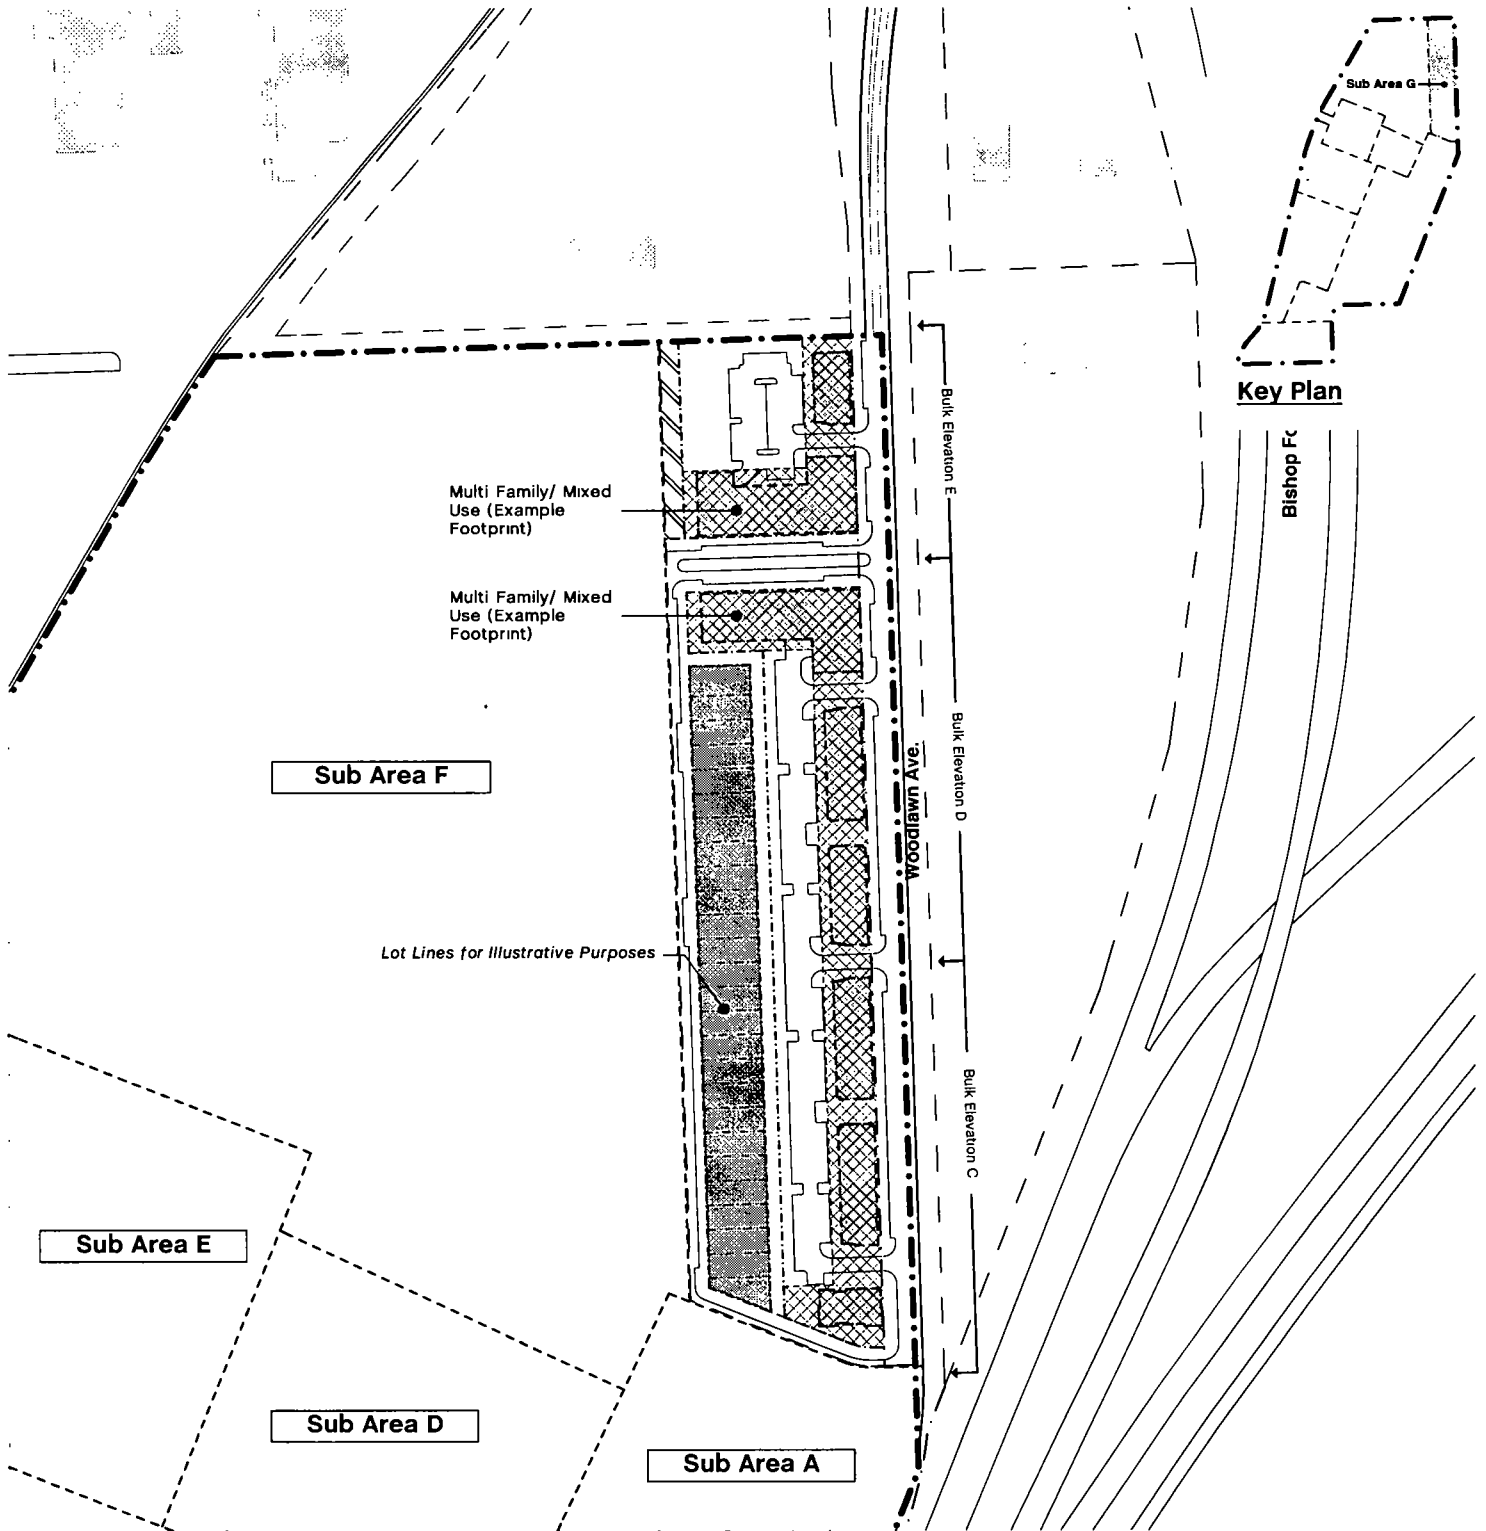 Sub Area G
Key Plan
Bulk Elevation E
Bishop
Multi Family/ Mixed
Use (Example
Footprint)
Multi Family/ Mixed
Use (Example
Footprint)
Bulk Elevation D
Woodlawn Ave.
Sub Area F
Lot Lines for Illustrative Purposes
Bulk Elevation C
Sub Area E
Sub Area D
Sub Area A